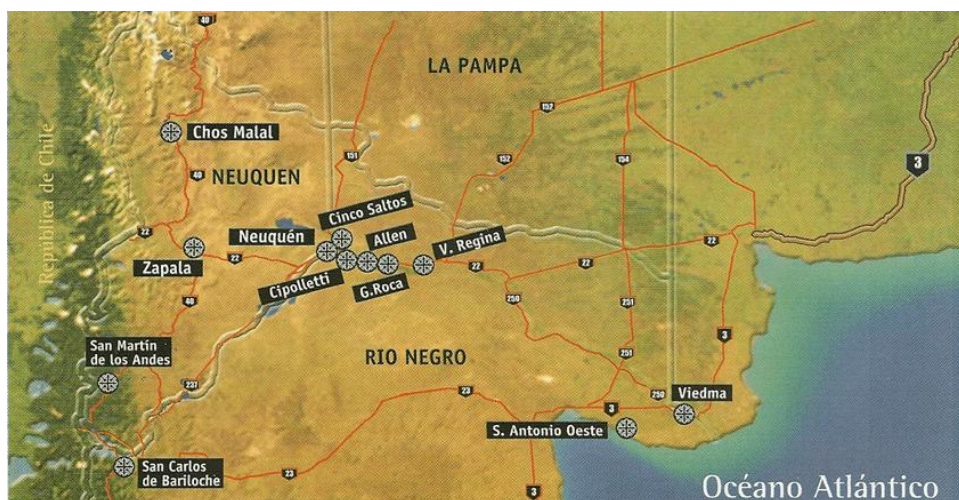 40
LA PAMPA
3
152
Chos Malal
151
152
154
3
República de Chile
40
NEUQUEN
Cinco Saltos
22
Neuquén
Allen
V. Regina
22
22
Zapala
22
22
22
Cipolletti
G.Roca
40
250
251
San Martín
de los Andes
RIO NEGRO
3
251
237
23
250
Viedma
3
S. Antonio Oeste
San Carlos
de Bariloche
23
3
Océano Atlántico